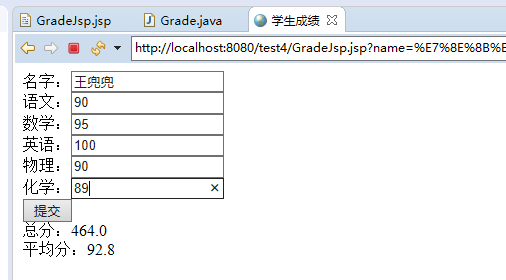 GradeJsp.jsp Grade.java 学生成绩
http://localhost:8080/test4/GradeJsp.jsp?name=%E7%8E%8B%E
名字：王兜兜
语文：90
数学：95
英语：100
物理：90
化学：89
提交
总分：464.0
平均分：92.8